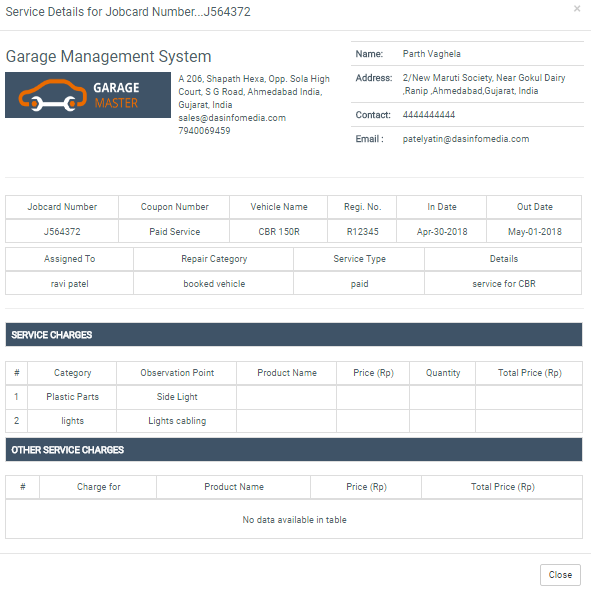 Service Details for Jobcard Number...J564372
×
Garage Management System
GARAGE
MASTER
A 206, Shapath Hexa, Opp. Sola High
Court, S G Road, Ahmedabad India,
Gujarat, India
sales@dasinfomedia.com
7940069459
Name: Parth Vaghela
Address: 2/New Maruti Society, Near Gokul Dairy
,Ranip ,Ahmedabad,Gujarat, India
Contact: 4444444444
Email : patelyatin@dasinfomedia.com
Jobcard Number Coupon Number Vehicle Name Regi. No. In Date Out Date
J564372 Paid Service CBR 150R R12345 Apr-30-2018 May-01-2018
Assigned To Repair Category Service Type Details
ravi patel booked vehicle paid service for CBR
SERVICE CHARGES
# Category Observation Point Product Name Price (Rp) Quantity Total Price (Rp)
1 Plastic Parts Side Light
2 lights Lights cabling
OTHER SERVICE CHARGES
# Charge for Product Name Price (Rp) Total Price (Rp)
No data available in table
Close